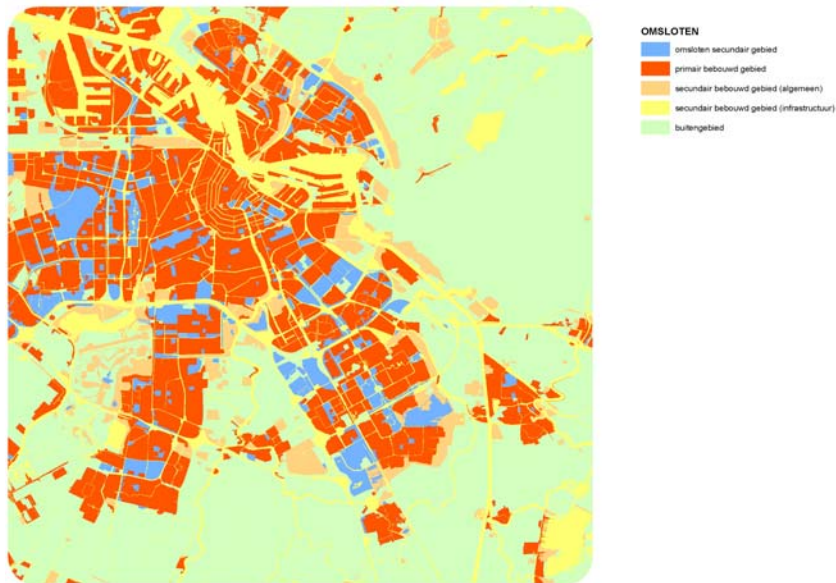 OMSLOTEN
omsloten secundair gebied
primair bebouwd gebied
secundair bebouwd gebied (algemeen)
secundair bebouwd gebied (infrastructuur)
buitengebied